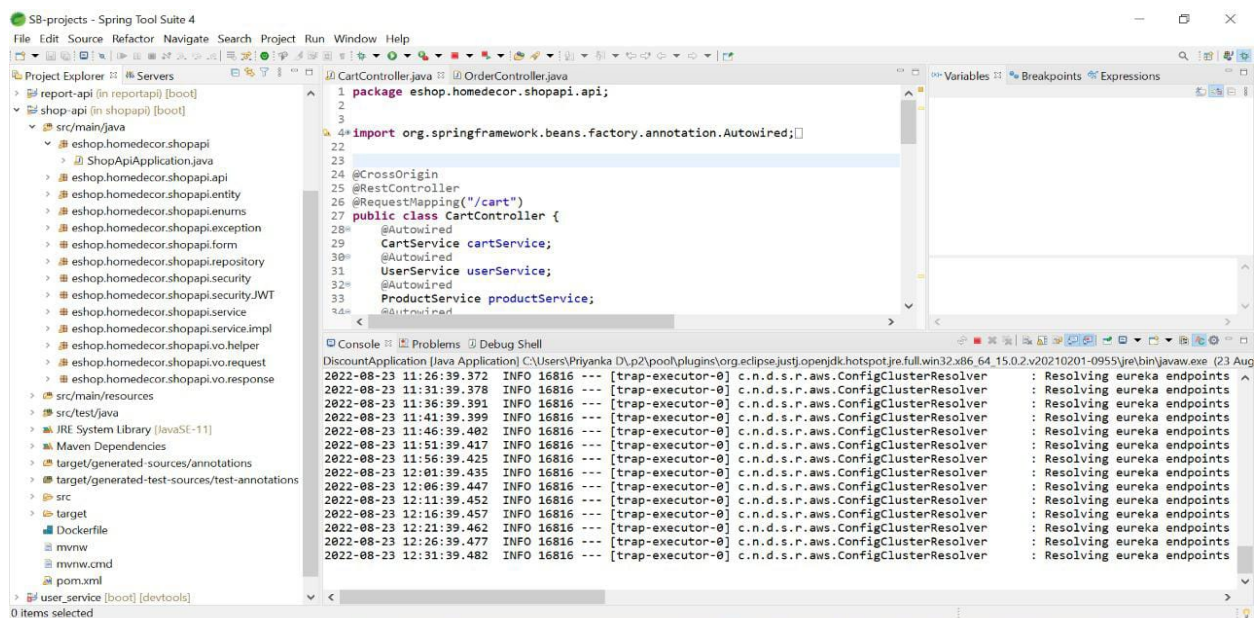 SB-projects - Spring Tool Suite 4
File Edit Source Refactor Navigate Search Project Run Window Help
Project Explorer Servers
report-api (in reportapi) [boot]
shop-api (in shopapi) [boot]
src/main/java
eshop.homedecor.shopapi
ShopApiApplication.java
eshop.homedecor.shopapi.api
eshop.homedecor.shopapi.entity
eshop.homedecor.shopapi.enums
eshop.homedecor.shopapi.exception
eshop.homedecor.shopapi.form
eshop.homedecor.shopapi.repository
eshop.homedecor.shopapi.security
eshop.homedecor.shopapi.security.JWT
eshop.homedecor.shopapi.service
eshop.homedecor.shopapi.service.impl
eshop.homedecor.shopapi.vo.helper
eshop.homedecor.shopapi.vo.request
eshop.homedecor.shopapi.vo.response
src/main/resources
src/test/java
JRE System Library [JavaSE-11]
Maven Dependencies
target/generated-sources/annotations
target/generated-test-sources/test-annotations
src
target
Dockerfile
mvnw
mvnw.cmd
pom.xml
user_service [boot] [devtools]
0 items selected
CartController.java OrderController.java
1 package eshop.homedecor.shopapi.api;
2
3
4 import org.springframework.beans.factory.annotation.Autowired;
22
23
24 @CrossOrigin
25 @RestController
26 @RequestMapping("/cart")
27 public class CartController {
28 @Autowired
29 CartService cartService;
30 @Autowired
31 UserService userService;
32 @Autowired
33 ProductService productService;
34 @Autowired
Variables Breakpoints Expressions
Console Problems Debug Shell
DiscountApplication [Java Application] C:\Users\Priyanka D\.p2\pool\plugins\org.eclipse.justj.openjdk.hotspot.jre.full.win32.x86_64_15.0.2.v20210201-0955\jre\bin\javaw.exe (23 Aug
2022-08-23 11:26:39.372 INFO 16816 --- [trap-executor-0] c.n.d.s.r.aws.ConfigClusterResolver : Resolving eureka endpoints
2022-08-23 11:31:39.378 INFO 16816 --- [trap-executor-0] c.n.d.s.r.aws.ConfigClusterResolver : Resolving eureka endpoints
2022-08-23 11:36:39.391 INFO 16816 --- [trap-executor-0] c.n.d.s.r.aws.ConfigClusterResolver : Resolving eureka endpoints
2022-08-23 11:41:39.399 INFO 16816 --- [trap-executor-0] c.n.d.s.r.aws.ConfigClusterResolver : Resolving eureka endpoints
2022-08-23 11:46:39.402 INFO 16816 --- [trap-executor-0] c.n.d.s.r.aws.ConfigClusterResolver : Resolving eureka endpoints
2022-08-23 11:51:39.417 INFO 16816 --- [trap-executor-0] c.n.d.s.r.aws.ConfigClusterResolver : Resolving eureka endpoints
2022-08-23 11:56:39.425 INFO 16816 --- [trap-executor-0] c.n.d.s.r.aws.ConfigClusterResolver : Resolving eureka endpoints
2022-08-23 12:01:39.435 INFO 16816 --- [trap-executor-0] c.n.d.s.r.aws.ConfigClusterResolver : Resolving eureka endpoints
2022-08-23 12:06:39.447 INFO 16816 --- [trap-executor-0] c.n.d.s.r.aws.ConfigClusterResolver : Resolving eureka endpoints
2022-08-23 12:11:39.452 INFO 16816 --- [trap-executor-0] c.n.d.s.r.aws.ConfigClusterResolver : Resolving eureka endpoints
2022-08-23 12:16:39.457 INFO 16816 --- [trap-executor-0] c.n.d.s.r.aws.ConfigClusterResolver : Resolving eureka endpoints
2022-08-23 12:21:39.462 INFO 16816 --- [trap-executor-0] c.n.d.s.r.aws.ConfigClusterResolver : Resolving eureka endpoints
2022-08-23 12:26:39.477 INFO 16816 --- [trap-executor-0] c.n.d.s.r.aws.ConfigClusterResolver : Resolving eureka endpoints
2022-08-23 12:31:39.482 INFO 16816 --- [trap-executor-0] c.n.d.s.r.aws.ConfigClusterResolver : Resolving eureka endpoints